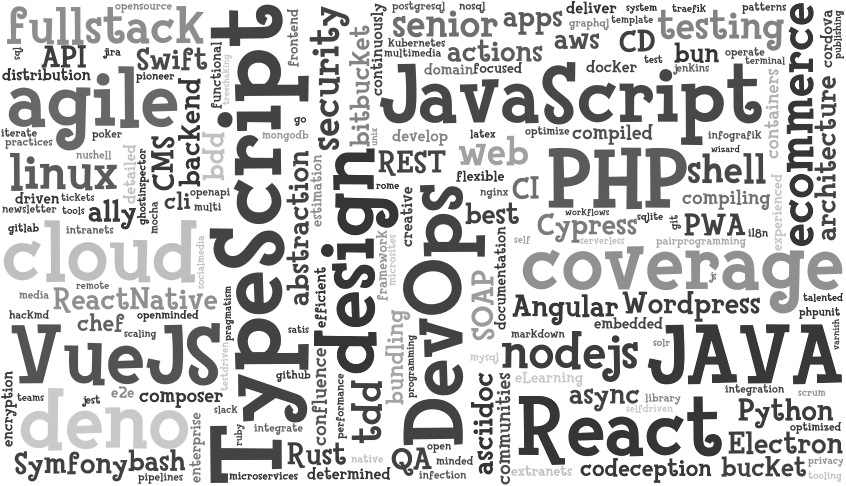 opensource
fullstack
sql
API
jira
Swift
distribution
pioneer
functional
treeshaking
agile
iterate
practices
poker
backend
CMS
bdd
nushell
linux
detailed
ghostinspector
cli
openapi
multi
driven
tickets
newsletter
tools
ally
mocha
gitlab
intranets
cloud
socialmedia
remote
media
ReactNative
hackmd
chef
openminded
scaling
VueJS
pragmatism
testdriven
encryption
teams
jest
e2e
composer
deno
slack
enterprise
Symfony
bash
pipelines
TypeScript
frontend
go
mongodb
abstraction
estimation
satis
github
integrate
ruby
microservices
Rust
determined
native
confluence
performance
efficient
security
design
tdd
bitbucket
unix
continuously
postgresql
nosql
senior
apps
kubernetes
multimedia
actions
domain
focused
JavaScript
develop
latex
optimize
compiled
REST
rome
flexible
web
nginx
CI
creative
framework
microsites
best
DevOps
bundling
programming
SOAP
documentation
mysql
QA
open
minded
infection
asciidoc
communities
deliver
system
traefik
patterns
graphql
template
aws
CD
testing
test
bun
operate
terminal
docker
jenkins
cordova
publishing
ecommerce
architecture
containers
infografik
wizard
PHP
shell
compiling
experienced
workflows
Cypress
sqlite
git
PWA
i18n
self
serverless
pairprogramming
coverage
js
Angular
Wordpress
talented
phpunit
varnish
embedded
markdown
nodejs
solr
JAVA
eLearning
async
library
selfdriven
integration
scrum
React
Python
optimized
Electron
extranets
codeception
bucket
privacy
tooling